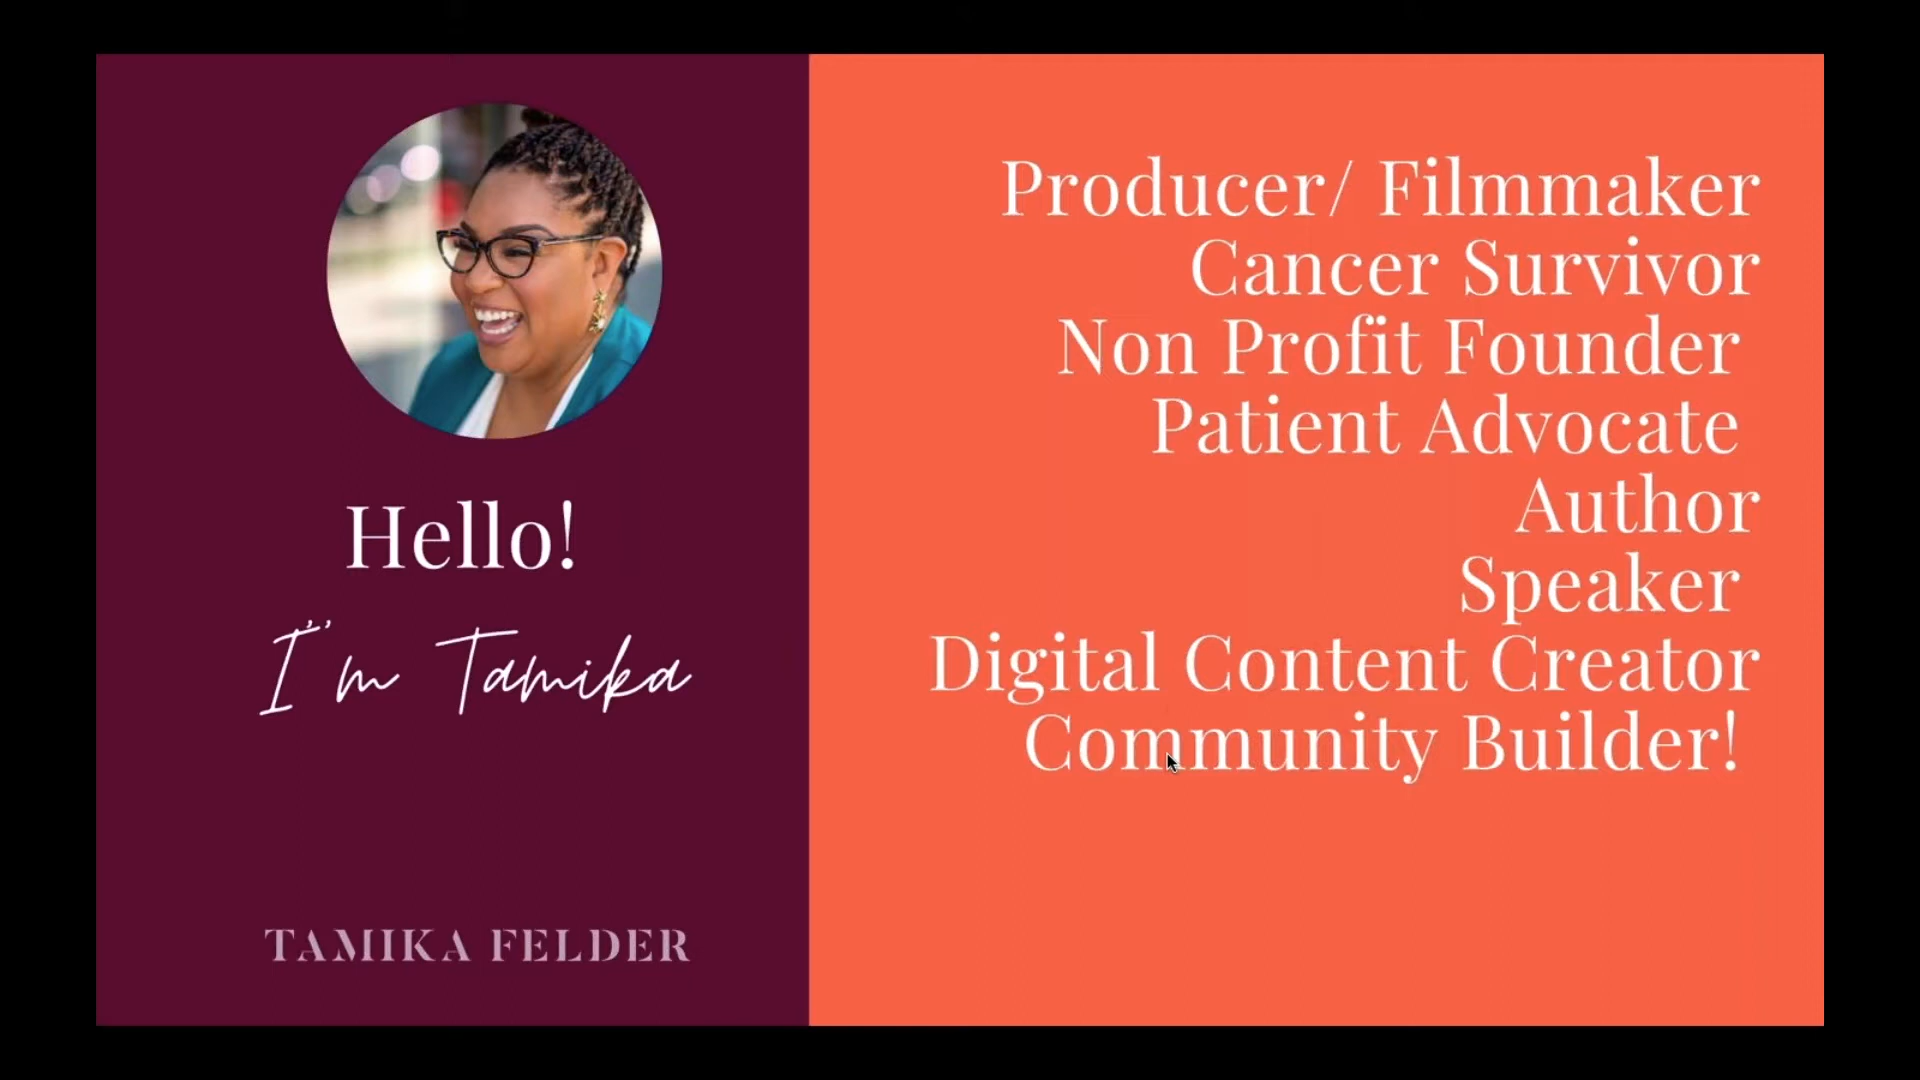 Hello!
I'm Tamika
TAMIKA FELDER
Producer/ Filmmaker
Cancer Survivor
Non Profit Founder
Patient Advocate
Author
Speaker
Digital Content Creator
Community Builder!